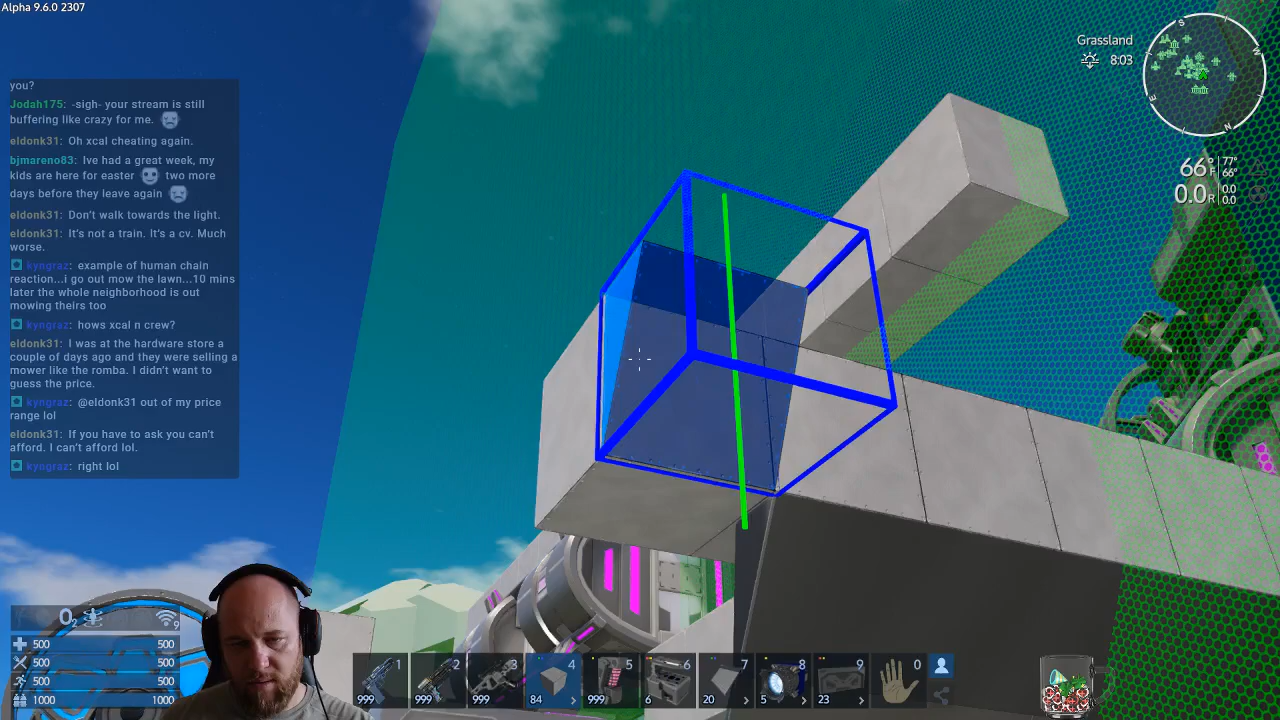 Alpha 9.6.0 2307
Grassland
8:03
S
W
E
N
66°F 77° 66°
0.0R 0.0 0.0
you?
Jodah175: -sigh- your stream is still
buffering like crazy for me.
eldonk31: Oh xcal cheating again.
bjmareno83: Ive had a great week, my
kids are here for easter two more
days before they leave again
eldonk31: Don't walk towards the light.
eldonk31: It's not a train. It's a cv. Much
worse.
kyngraz: example of human chain
reaction...i go out mow the lawn...10 mins
later the whole neighborhood is out
mowing theirs too
kyngraz: hows xcal n crew?
eldonk31: I was at the hardware store a
couple of days ago and they were selling a
mower like the romba. I didn't want to
guess the price.
kyngraz: @eldonk31 out of my price
range lol
eldonk31: If you have to ask you can't
afford. I can't afford lol.
kyngraz: right lol
O2 9
500 500
500 500
500 500
1000 1000
1 2 3 4 5 6 7 8 9 0
999 999 999 84 999 6 20 5 23